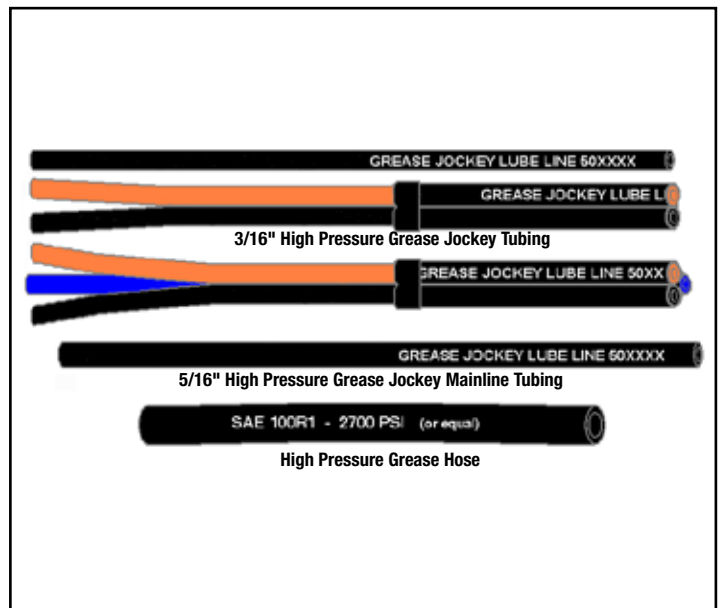 GREASE JOCKEY LUBE LINE 50XXXX
GREASE JOCKEY LUBE L
3/16" High Pressure Grease Jockey Tubing
GREASE JOCKEY LUBE LINE 50XX
GREASE JOCKEY LUBE LINE 50XXXX
5/16" High Pressure Grease Jockey Mainline Tubing
SAE 100R1 - 2700 PSI (or equal)
High Pressure Grease Hose